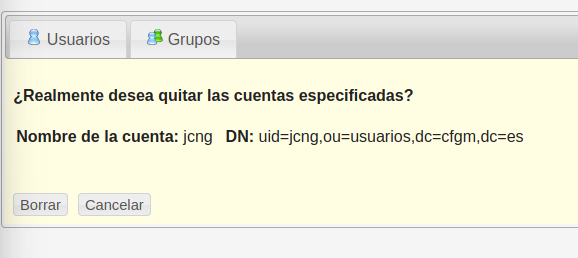 Usuarios Grupos
¿Realmente desea quitar las cuentas especificadas?
Nombre de la cuenta: jcng DN: uid=jcng,ou=usuarios,dc=cfgm,dc=es
Borrar Cancelar